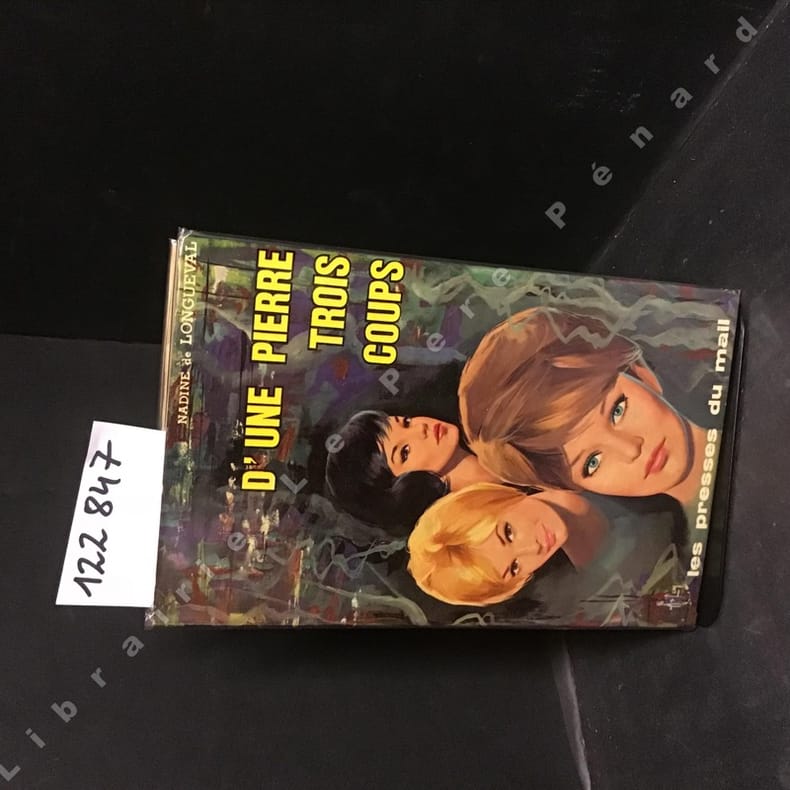 NADINE de LONGUEVAL
D'UNE PIERRE
TROIS
COUPS
les presses du mail
122 847
Librairie Le Père Pénard